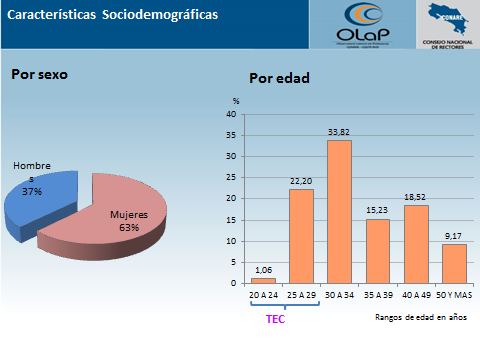 Características Sociodemográficas
OLaP
CONARE
CONSEJO NACIONAL
DE RECTORES
Por sexo
Hombre
s
37%
Mujeres
63%
Por edad
%
40
35
30
25
20
15
10
5
0
1,06
22,20
33,82
15,23
18,52
9,17
20 A 24
25 A 29
30 A 34
35 A 39
40 A 49
50 Y MAS
TEC
Rangos de edad en años